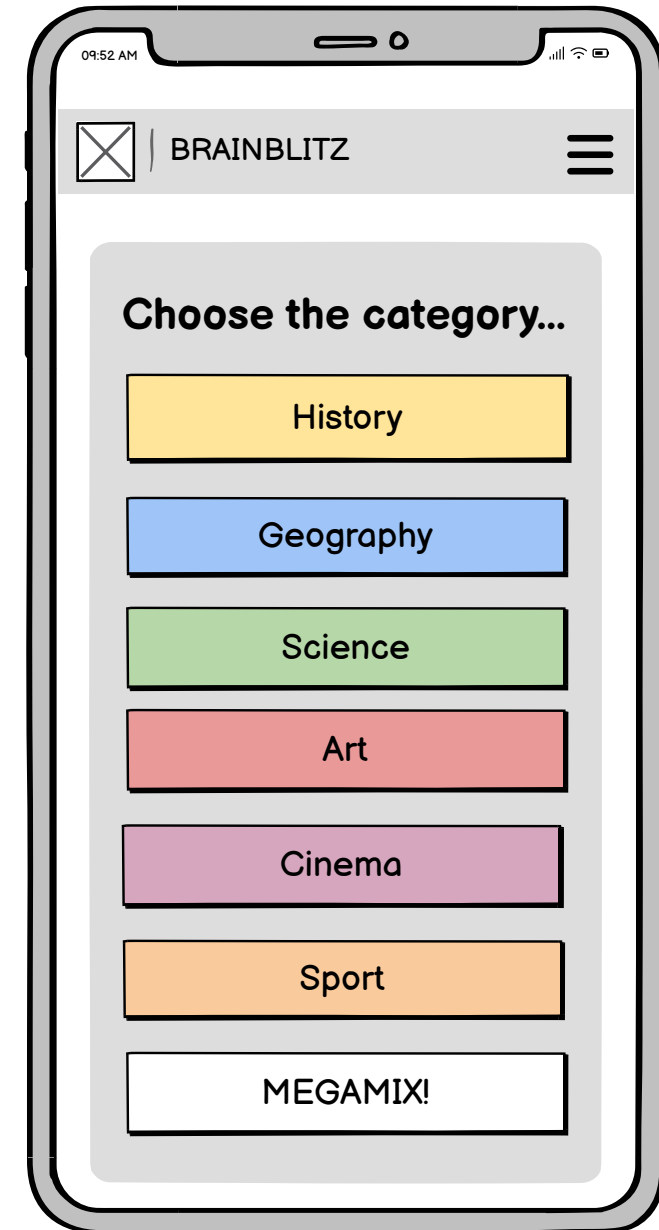 09:52 AM
BRAINBLITZ
Choose the category...
History
Geography
Science
Art
Cinema
Sport
MEGAMIX!